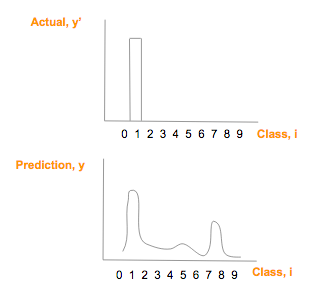 Actual, y'
0 1 2 3 4 5 6 7 8 9 Class, i
Prediction, y
0 1 2 3 4 5 6 7 8 9 Class, i